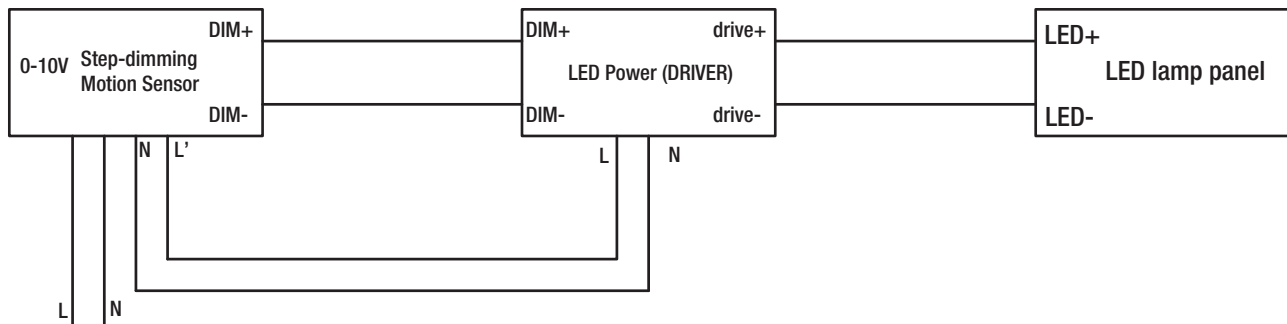 DIM+
0-10V Step-dimming
Motion Sensor
DIM-
DIM+
drive+
LED Power (DRIVER)
DIM-
drive-
LED+
LED lamp panel
LED-
N
L’
L
N
L
N